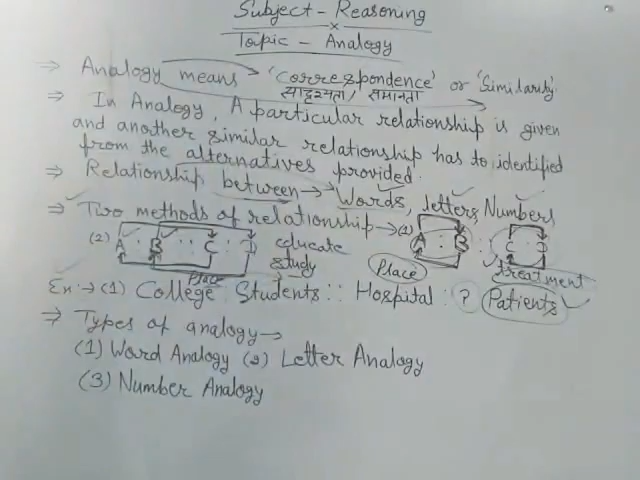 Subject - Reasoning
×
Topic - Analogy
⇒ Analogy means → 'Correspondence' or 'Similarity'.
सादृश्यता / समानता
⇒ In Analogy, A particular relationship is given
and another similar relationship has to identified
from the alternatives provided.
⇒ Relationship between → Words, letters, Numbers
⇒ Two methods of relationship → (1) A : B :: C : D
(2) A : B :: C : D educate
study Place treatment
Place
Ex :→ (1) College : Students :: Hospital : ? Patients
⇒ Types of analogy →
(1) Word Analogy (2) Letter Analogy
(3) Number Analogy